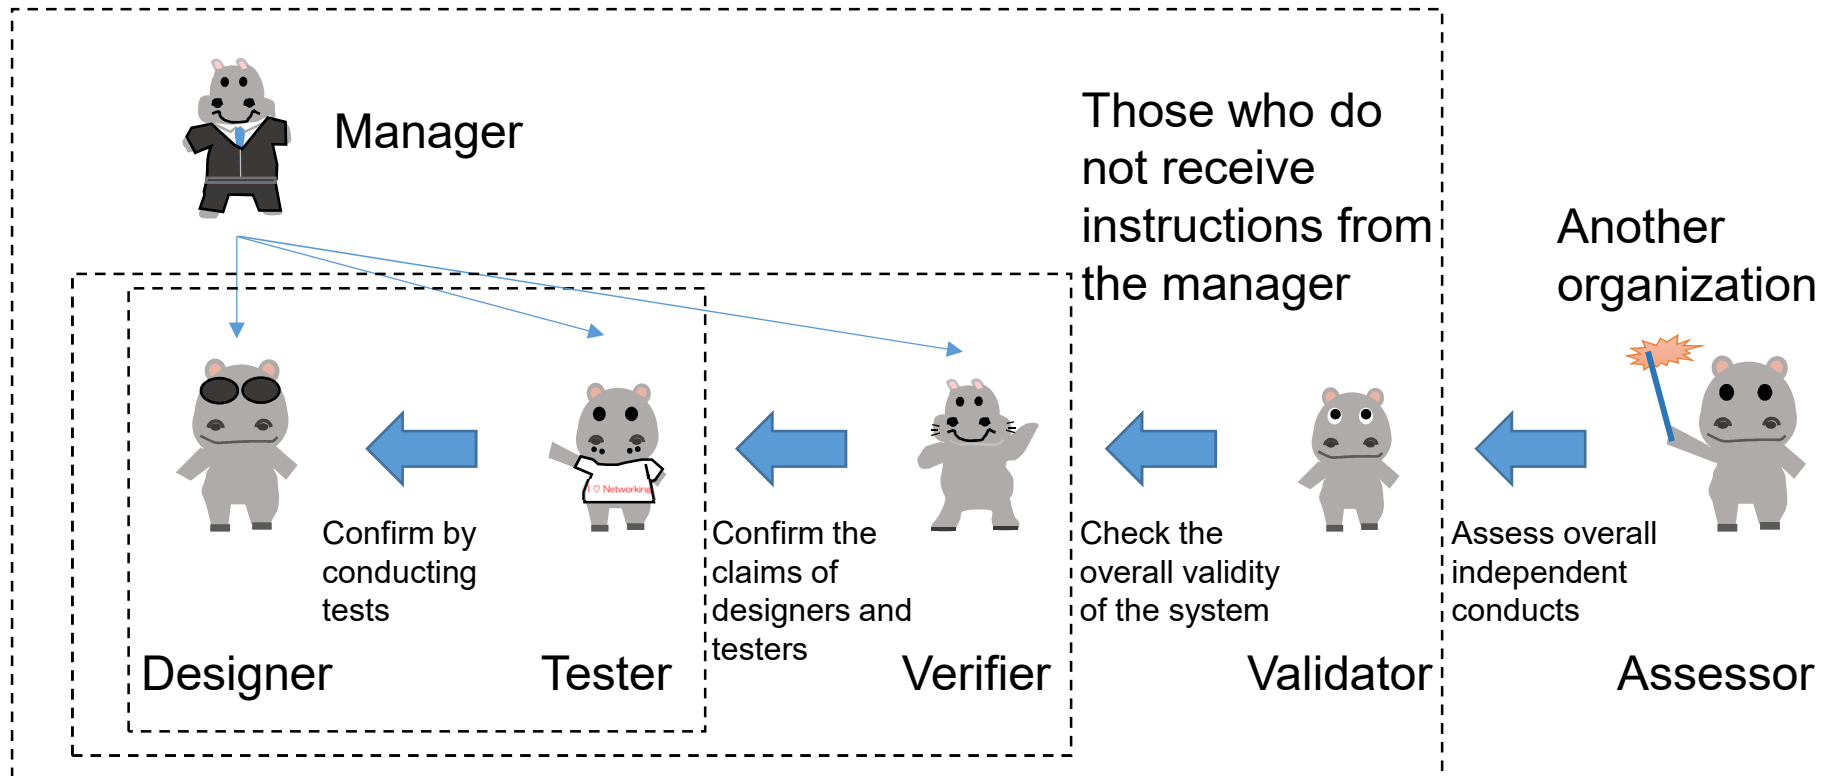 Manager
Those who do
not receive
instructions from
the manager
Another
organization
I ♡ Networking
Confirm by
conducting
tests
Confirm the
claims of
designers and
testers
Check the
overall validity
of the system
Assess overall
independent
conducts
Designer
Tester
Verifier
Validator
Assessor